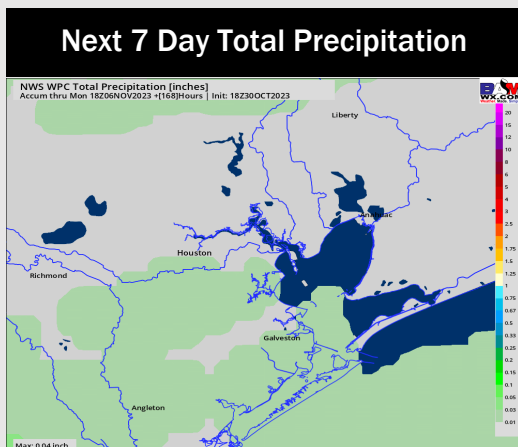 Next 7 Day Total Precipitation
NWS WPC Total Precipitation [inches]
Accum thru Mon 18Z06NOV2023 +[168]Hours | Init: 18Z30OCT2023
WX.COM
Liberty
Anahuac
Houston
Richmond
Galveston
Angleton
20
15
12
10
8
6
5
4
3
2.5
2
1.75
1.5
1.25
1
0.75
0.67
0.5
0.33
0.25
0.2
0.15
0.1
0.05
0.03
0.01
Max: 0.04 inch